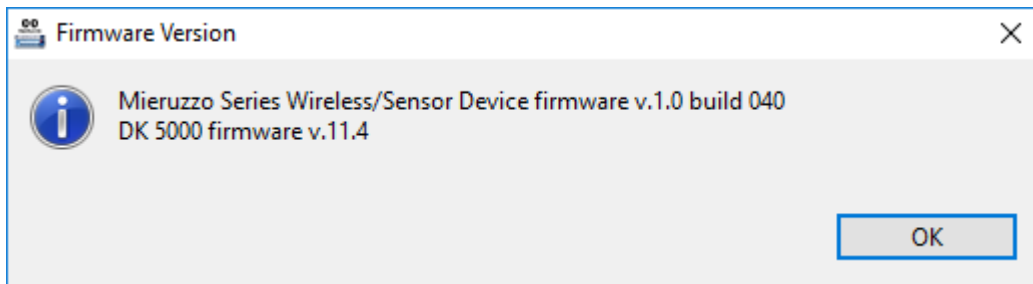 Firmware Version
Mieruzzo Series Wireless/Sensor Device firmware v.1.0 build 040
DK 5000 firmware v.11.4
OK